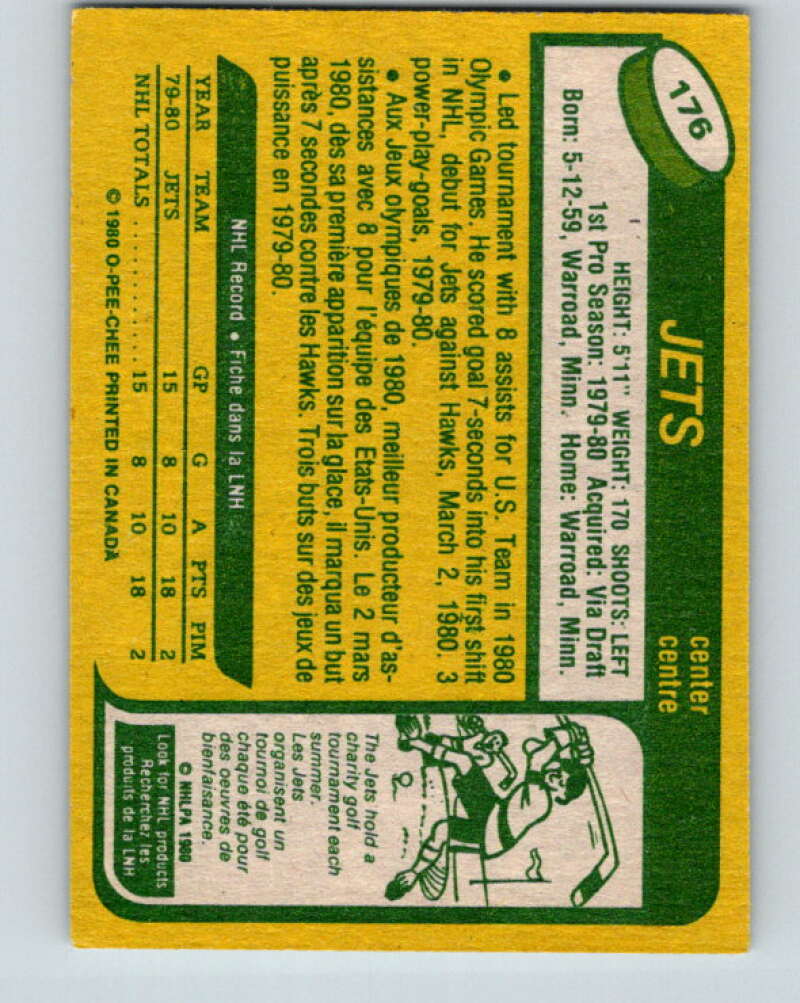 176
JETS
center
centre
HEIGHT: 5'11" WEIGHT: 170 SHOOTS: LEFT
1st Pro Season: 1979-80 Acquired: Via Draft
Born: 5-12-59, Warroad, Minn. Home: Warroad, Minn.
• Led tournament with 8 assists for U.S. Team in 1980
Olympic Games. He scored goal 7-seconds into his first shift
in NHL, debut for Jets against Hawks, March 2, 1980. 3
power-play-goals, 1979-80.
• Aux Jeux olympiques de 1980, meilleur producteur d'as-
sistances avec 8 pour l'équipe des Etats-Unis. Le 2 mars
1980, dès sa première apparition sur la glace, il marqua un but
après 7 secondes contre les Hawks. Trois buts sur des jeux de
puissance en 1979-80.
NHL Record • Fiche dans la LNH
YEAR TEAM GP G A PTS PIM
79-80 JETS 15 8 10 18 2
NHL TOTALS .......... 15 8 10 18 2
© 1980 O-PEE-CHEE PRINTED IN CANADA
The Jets hold a
charity golf
tournament each
summer.
Les Jets
organisent un
tournoi de golf
chaque été pour
des oeuvres de
bienfaisance.
© NHLPA 1980
Look for NHL products
Recherchez les
produits de la LNH